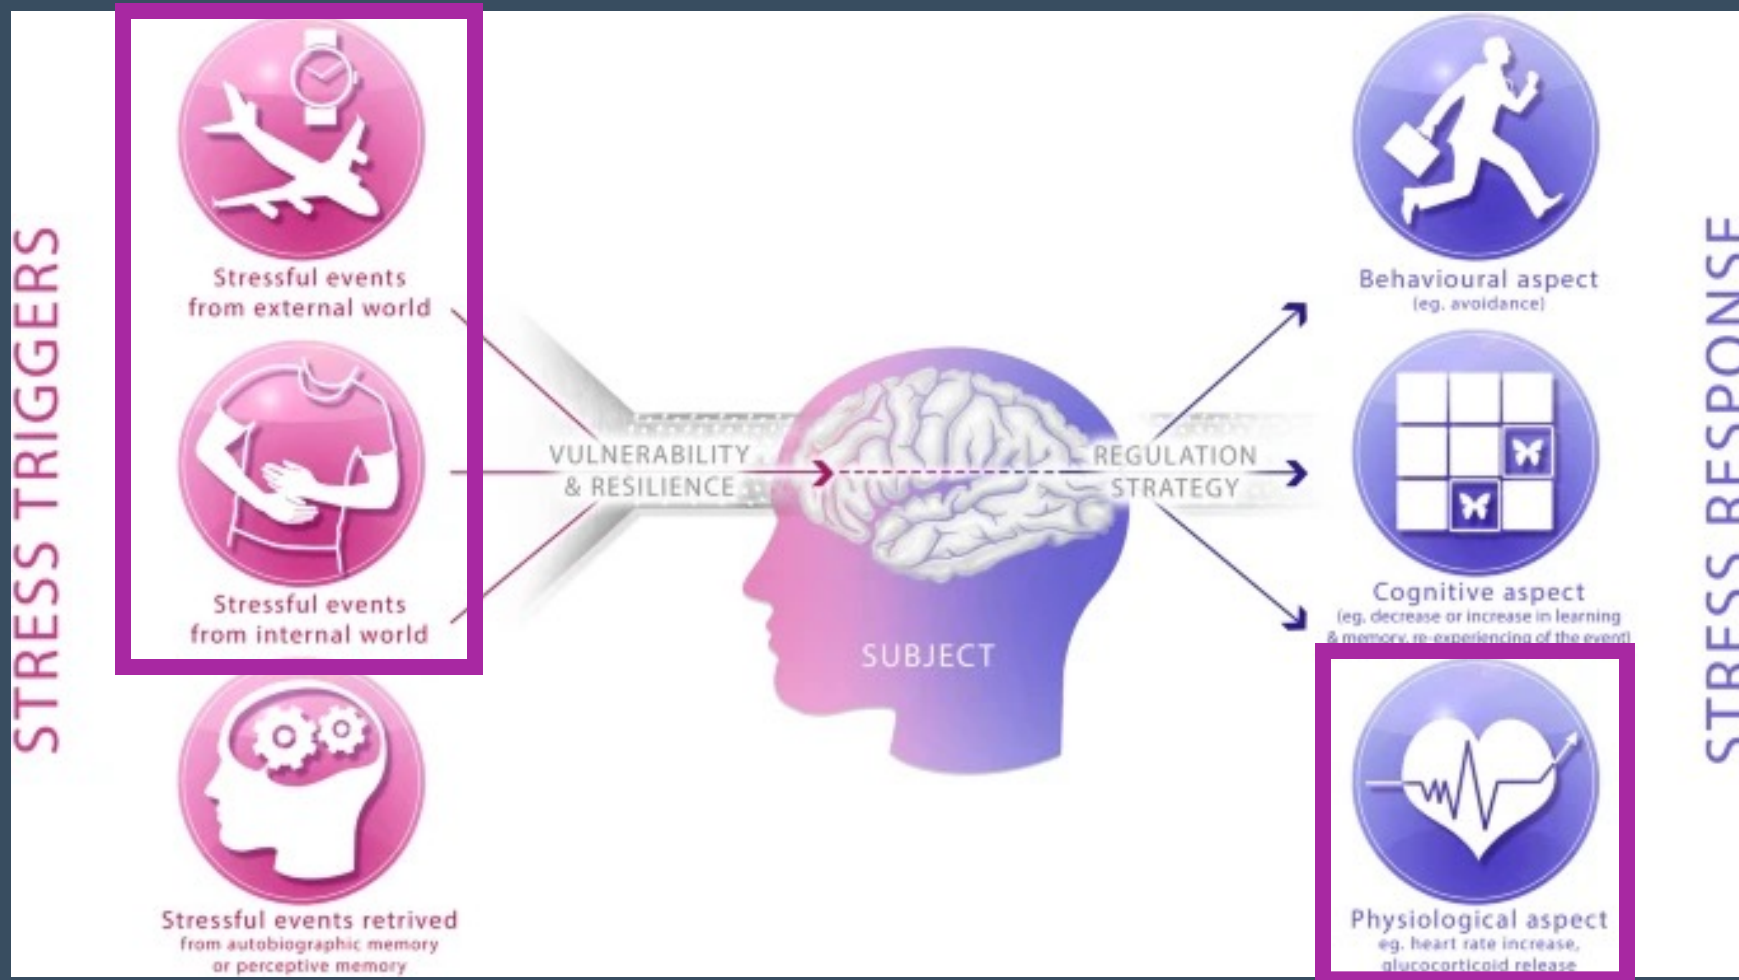 STRESS TRIGGERS
Stressful events
from external world
Stressful events
from internal world
Stressful events retrived
from autobiographic memory
or perceptive memory
VULNERABILITY
& RESILIENCE
SUBJECT
REGULATION
STRATEGY
Behavioural aspect
(eg. avoidance)
Cognitive aspect
(eg. decrease or increase in learning
& memory, re-experiencing of the event)
Physiological aspect
eg. heart rate increase,
glucocorticoid release
STRESS RESPONSE